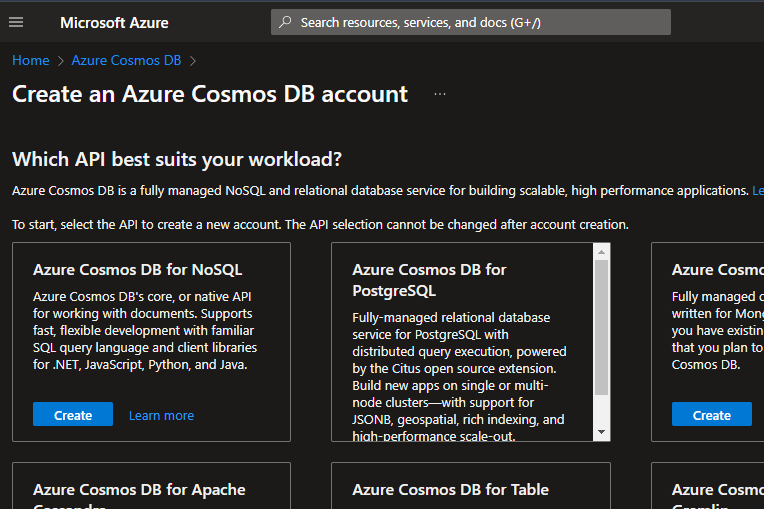 Microsoft Azure
Search resources, services, and docs (G+/)
Home > Azure Cosmos DB >
Create an Azure Cosmos DB account ...
Which API best suits your workload?
Azure Cosmos DB is a fully managed NoSQL and relational database service for building scalable, high performance applications. Le
To start, select the API to create a new account. The API selection cannot be changed after account creation.
Azure Cosmos DB for NoSQL
Azure Cosmos DB's core, or native API
for working with documents. Supports
fast, flexible development with familiar
SQL query language and client libraries
for .NET, JavaScript, Python, and Java.
Create
Learn more
Azure Cosmos DB for
PostgreSQL
Fully-managed relational database
service for PostgreSQL with
distributed query execution, powered
by the Citus open source extension.
Build new apps on single or multi-
node clusters—with support for
JSONB, geospatial, rich indexing, and
high-performance scale-out.
Azure Cosmo
Fully managed
written for Mong
you have existin
that you plan to
Cosmos DB.
Create
Azure Cosmos DB for Apache
Cassandra
Azure Cosmos DB for Table
Azure Cosmo
Gremlin